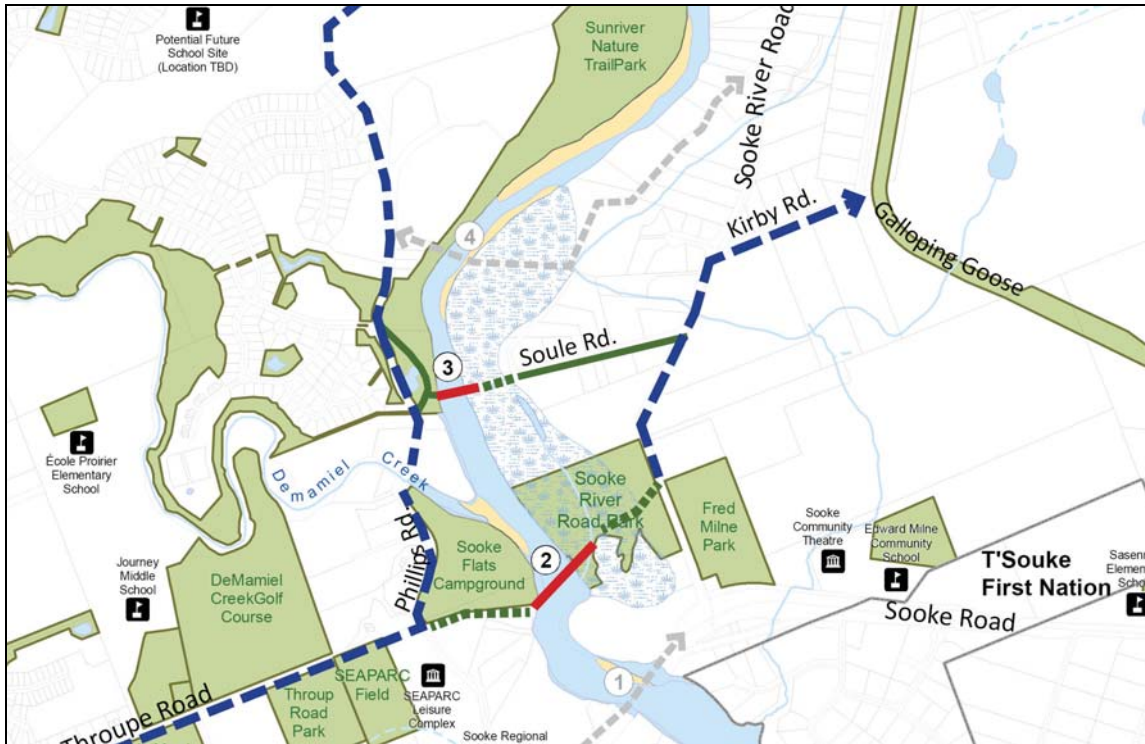 Potential Future
School Site
(Location TBD)
Sunriver
Nature
TrailPark
Sooke River Road
Kirby Rd.
Galloping Goose
4
3
Soule Rd.
École Proirier
Elementary
School
Demamiel Creek
Sooke
River
Road Park
Fred
Milne
Park
Sooke
Community
Theatre
Edward Milne
Community
School
Journey
Middle
School
DeMamiel
CreekGolf
Course
Phillips Rd.
Sooke
Flats
Campground
2
T'Souke
First Nation
Sooke Road
1
Throupe Road
Throup
Road
Park
SEAPARC
Field
SEAPARC
Leisure
Complex
Sooke Regional